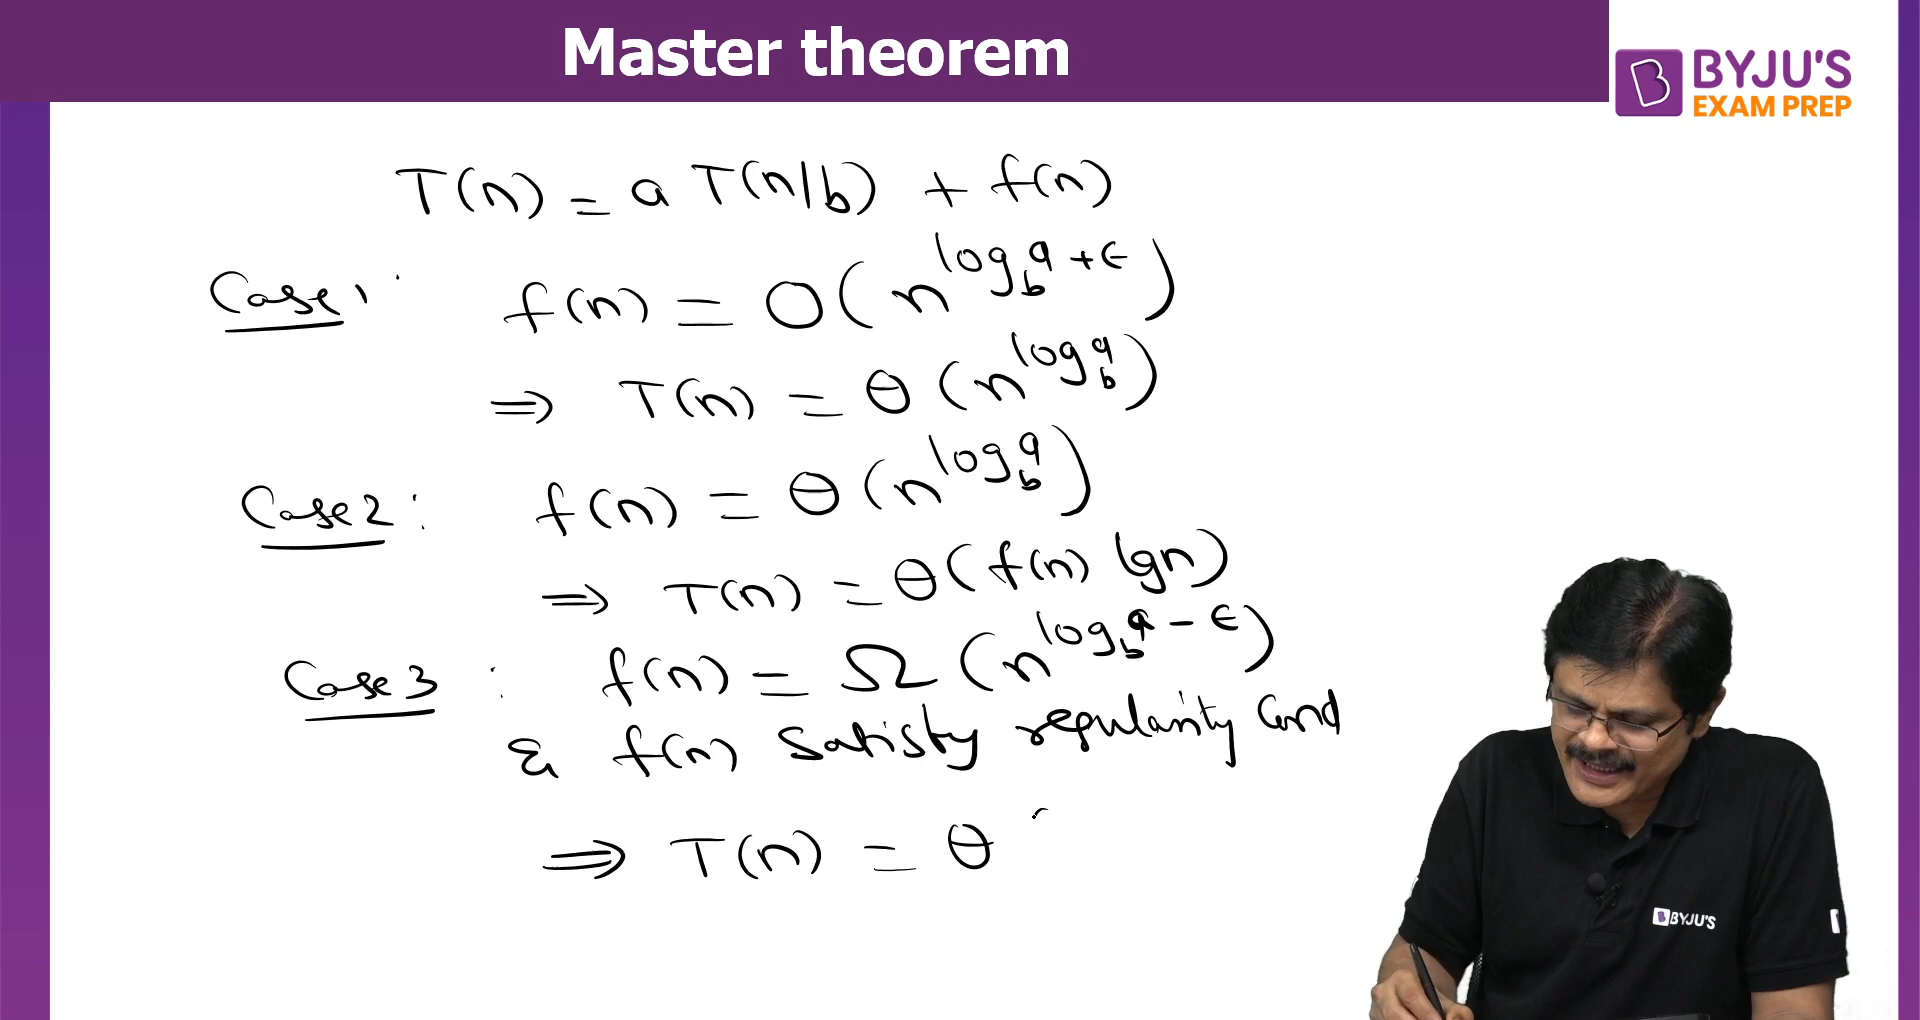 Master theorem
BYJU'S
EXAM PREP
T(n) = a T(n/b) + f(n)
Case 1 : f(n) = O(n^{log_b^a + ϵ})
⇒ T(n) = θ(n^{log_b^a})
Case 2 : f(n) = θ(n^{log_b^a})
⇒ T(n) = θ(f(n) lgn)
Case 3 : f(n) = Ω(n^{log_b^a - ϵ})
& f(n) satisfy regularity cond
⇒ T(n) = θ
BYJU'S